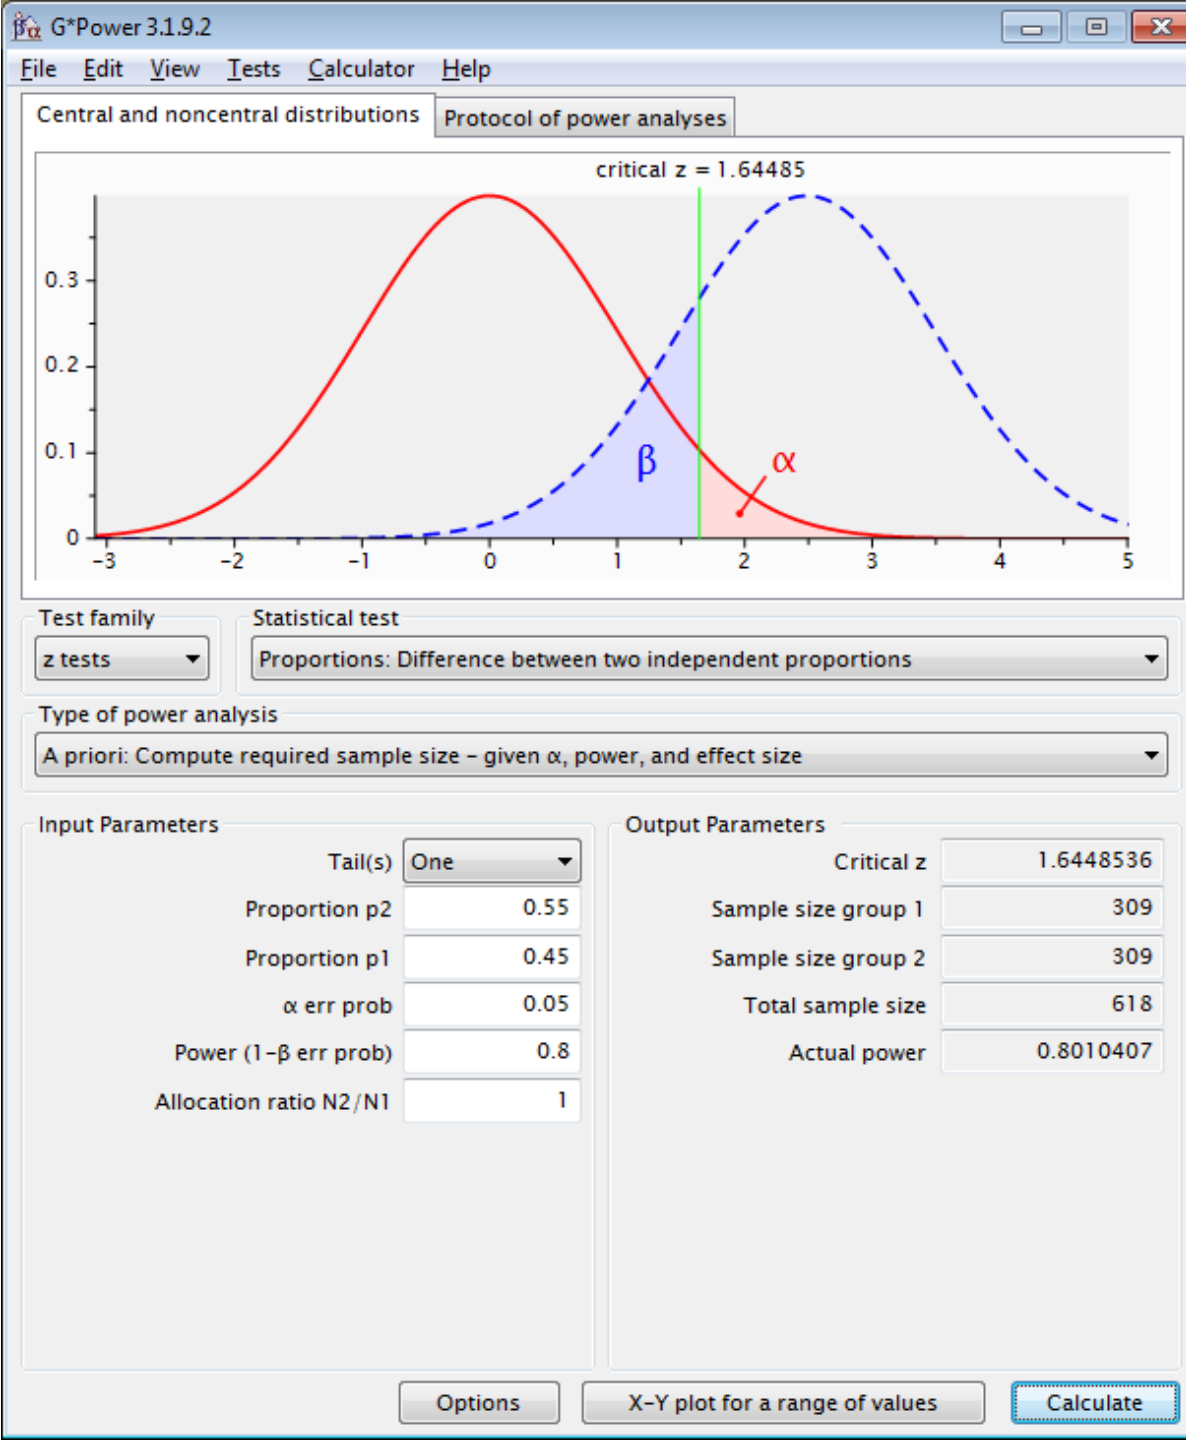 G*Power 3.1.9.2
File Edit View Tests Calculator Help
Central and noncentral distributions Protocol of power analyses
critical z = 1.64485
0.3
0.2
0.1
0
β
α
-3 -2 -1 0 1 2 3 4 5
Test family Statistical test
z tests Proportions: Difference between two independent proportions
Type of power analysis
A priori: Compute required sample size - given α, power, and effect size
Input Parameters
Tail(s) One
Proportion p2 0.55
Proportion p1 0.45
α err prob 0.05
Power (1-β err prob) 0.8
Allocation ratio N2/N1 1
Output Parameters
Critical z 1.6448536
Sample size group 1 309
Sample size group 2 309
Total sample size 618
Actual power 0.8010407
Options X-Y plot for a range of values Calculate